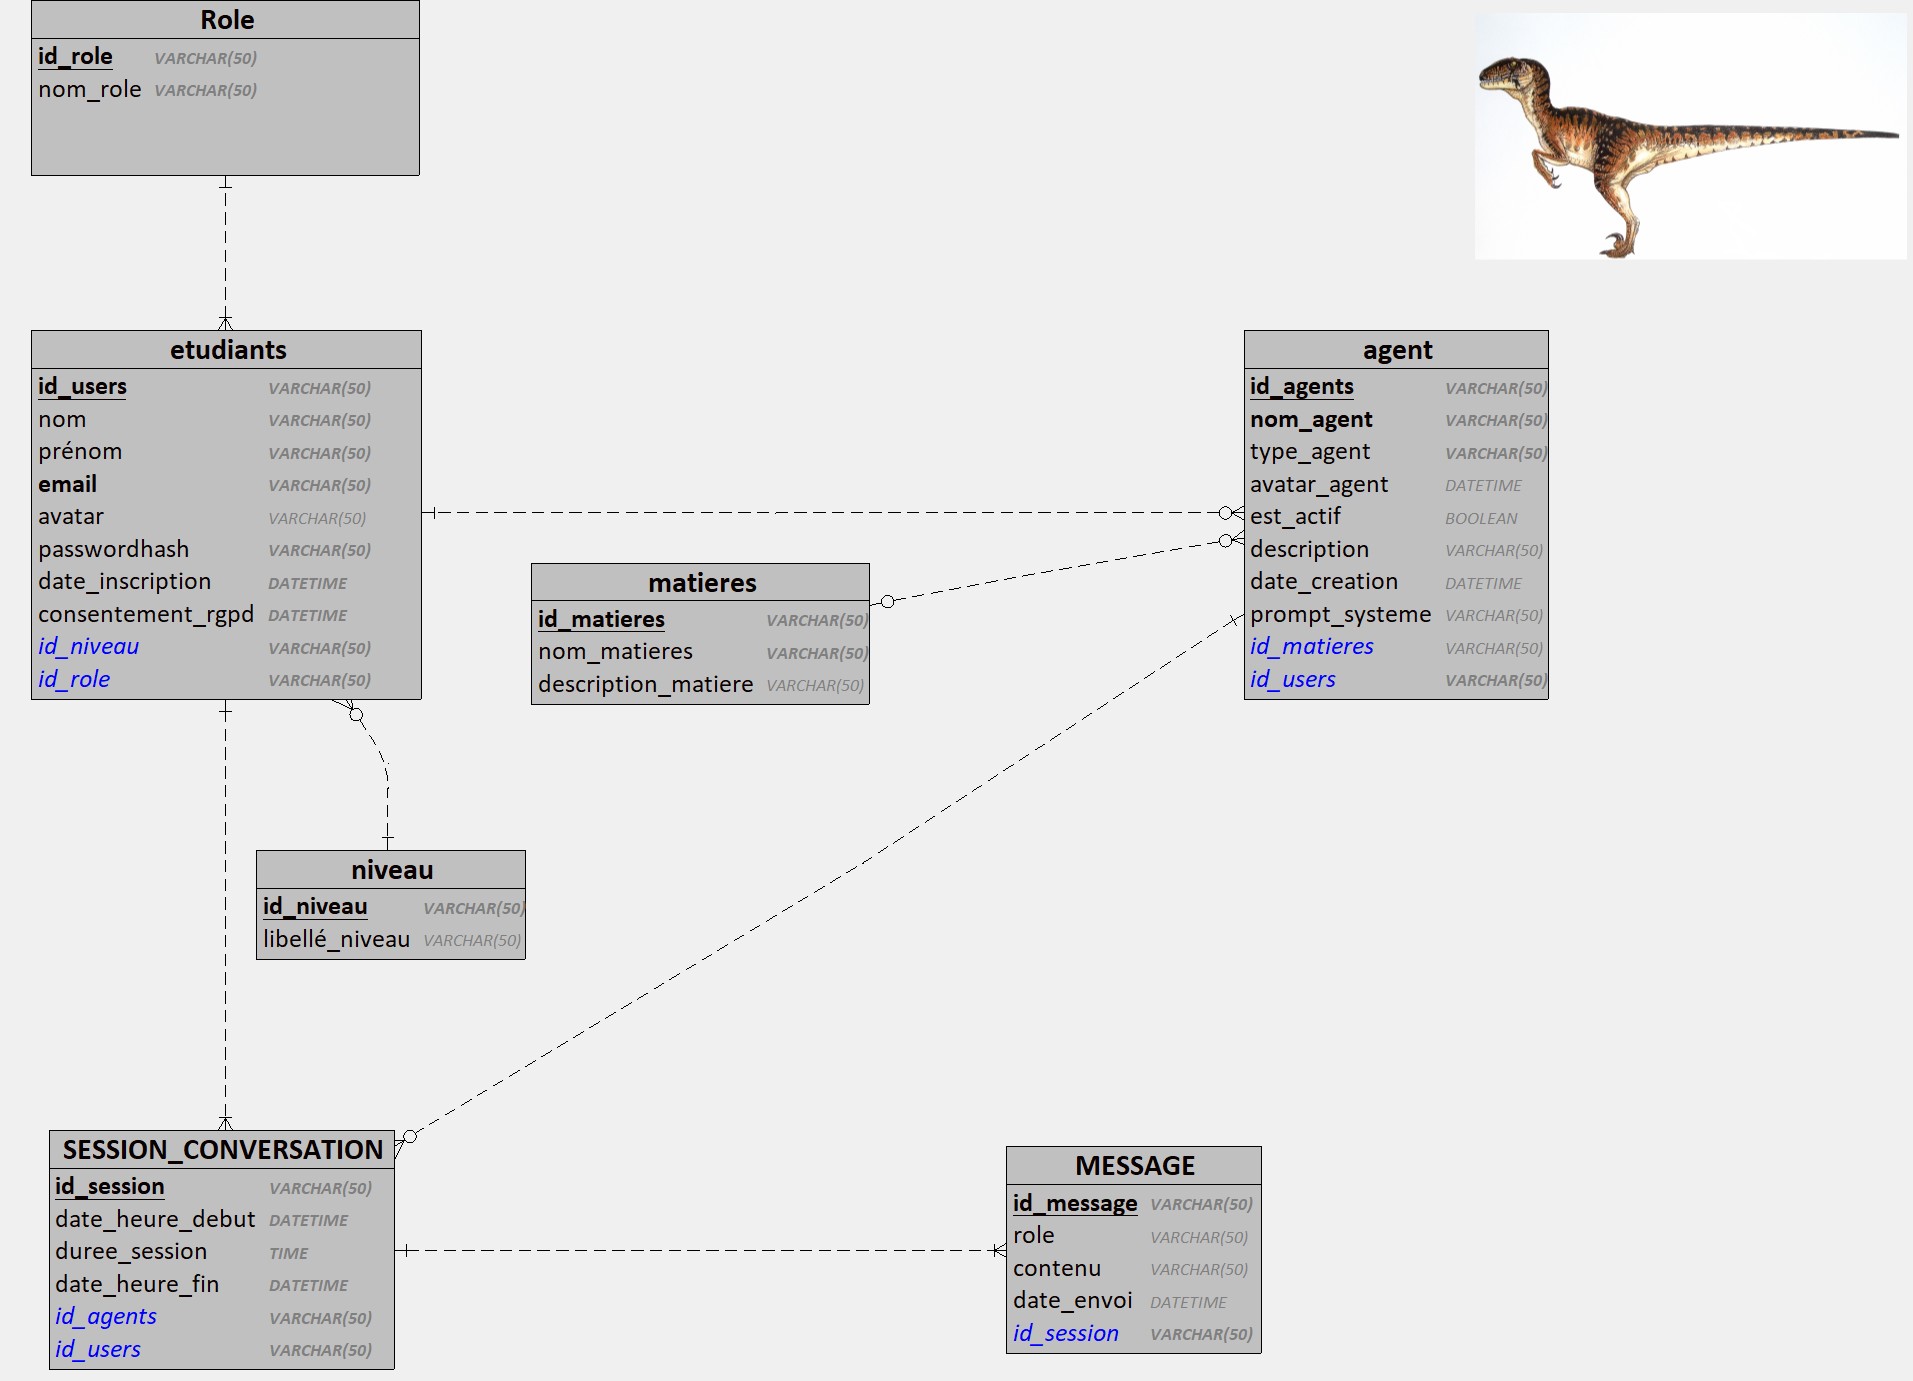 Role
id_role VARCHAR(50)
nom_role VARCHAR(50)
etudiants
id_users VARCHAR(50)
nom VARCHAR(50)
prénom VARCHAR(50)
email VARCHAR(50)
avatar VARCHAR(50)
passwordhash VARCHAR(50)
date_inscription DATETIME
consentement_rgpd DATETIME
id_niveau VARCHAR(50)
id_role VARCHAR(50)
agent
id_agents VARCHAR(50)
nom_agent VARCHAR(50)
type_agent VARCHAR(50)
avatar_agent DATETIME
est_actif BOOLEAN
description VARCHAR(50)
date_creation DATETIME
prompt_systeme VARCHAR(50)
id_matieres VARCHAR(50)
id_users VARCHAR(50)
matieres
id_matieres VARCHAR(50)
nom_matieres VARCHAR(50)
description_matiere VARCHAR(50)
niveau
id_niveau VARCHAR(50)
libellé_niveau VARCHAR(50)
SESSION_CONVERSATION
id_session VARCHAR(50)
date_heure_debut DATETIME
duree_session TIME
date_heure_fin DATETIME
id_agents VARCHAR(50)
id_users VARCHAR(50)
MESSAGE
id_message VARCHAR(50)
role VARCHAR(50)
contenu VARCHAR(50)
date_envoi DATETIME
id_session VARCHAR(50)